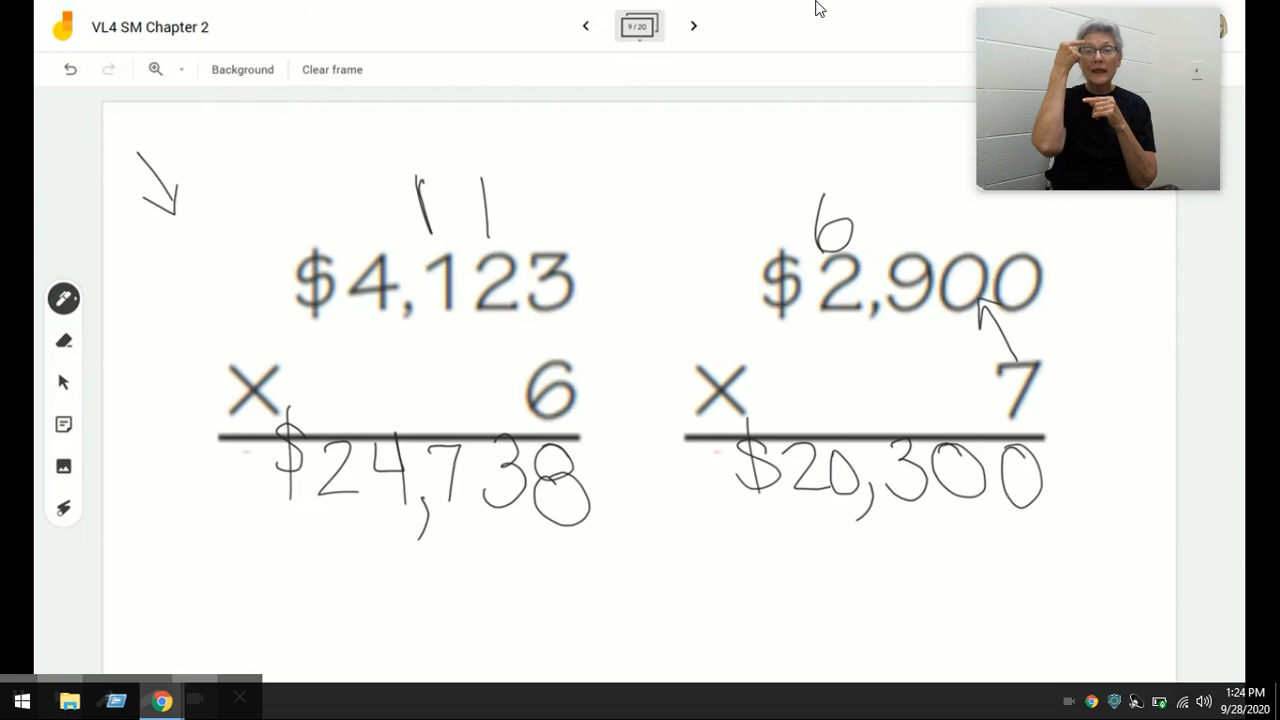 VL4 SM Chapter 2
9/20
Background
Clear frame
1 1
6
$4,123
$2,900
× 6
× 7
$24,738
$20,300
1:24 PM
9/28/2020